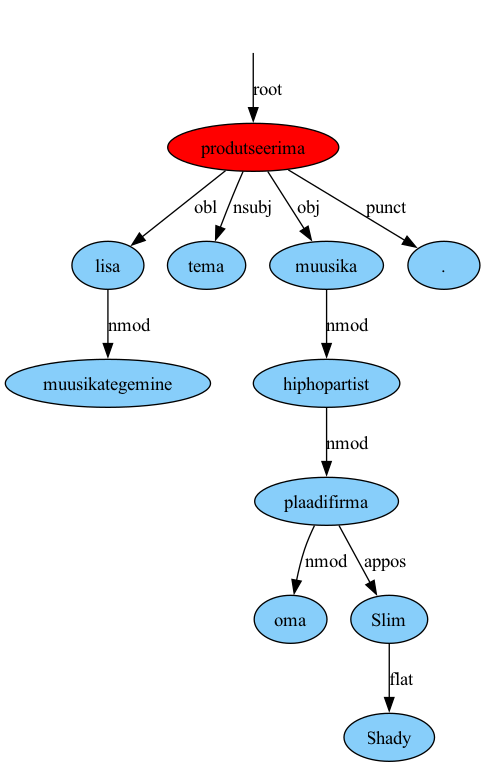 root
produtseerima
obl nsubj obj punct
lisa tema muusika .
nmod nmod
muusikategemine hiphopartist
nmod
plaadifirma
nmod appos
oma Slim
flat
Shady